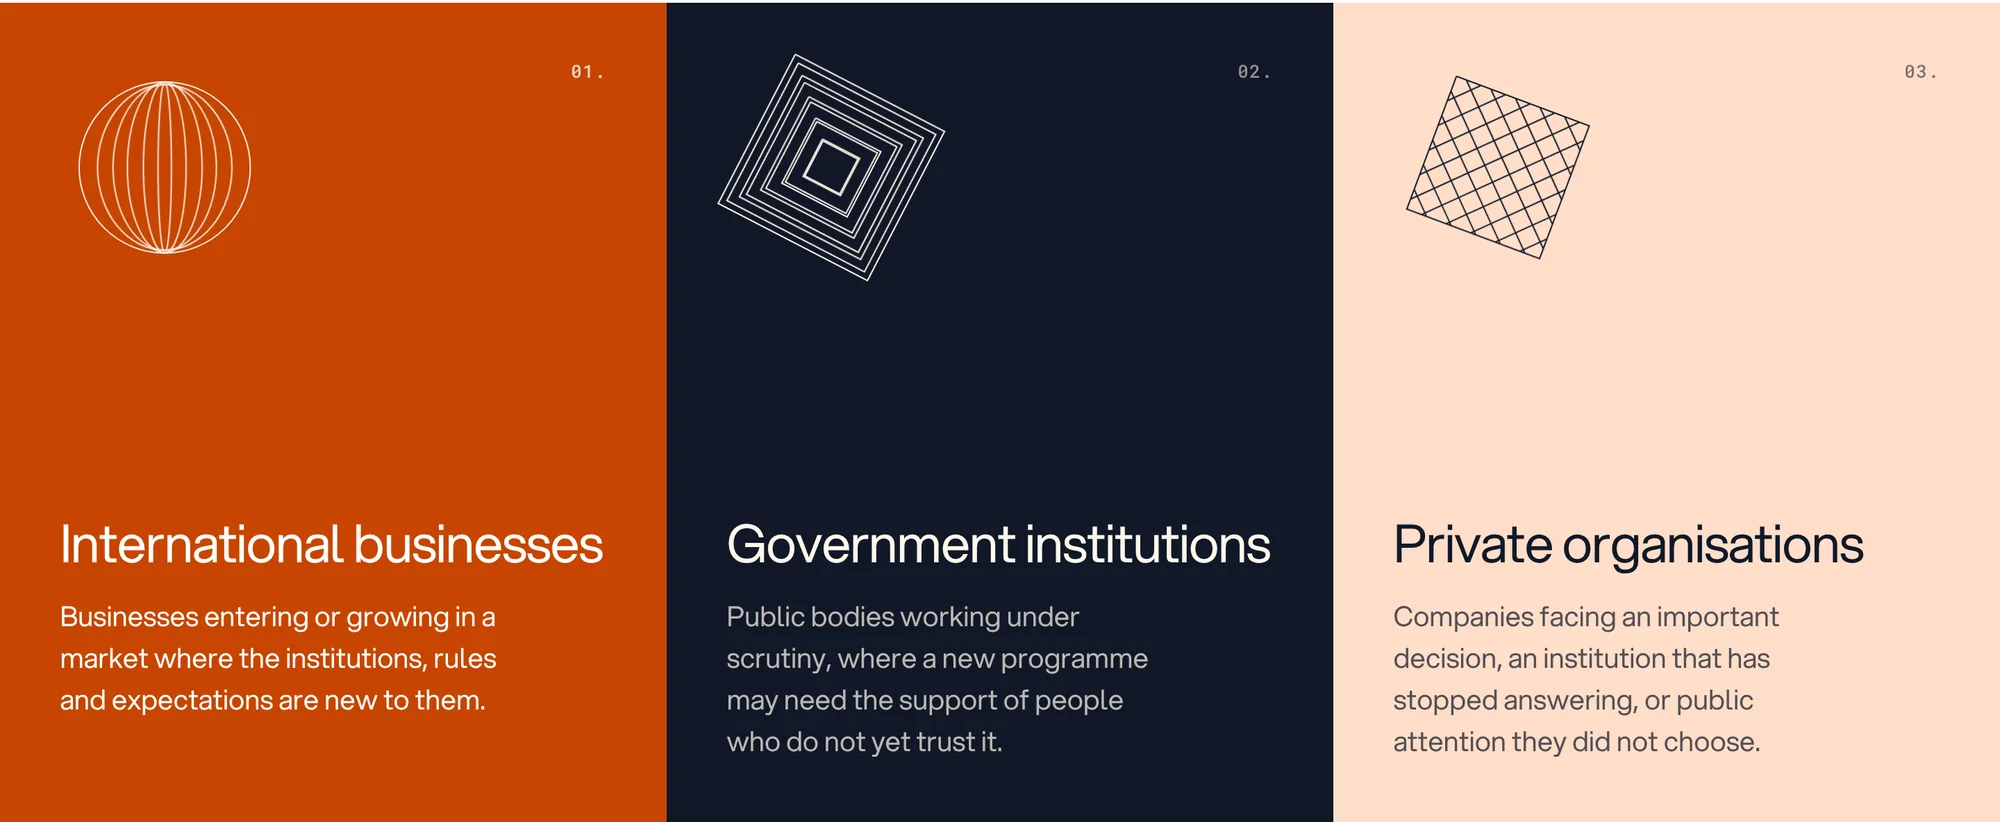 01.
International businesses
Businesses entering or growing in a
market where the institutions, rules
and expectations are new to them.
02.
Government institutions
Public bodies working under
scrutiny, where a new programme
may need the support of people
who do not yet trust it.
03.
Private organisations
Companies facing an important
decision, an institution that has
stopped answering, or public
attention they did not choose.